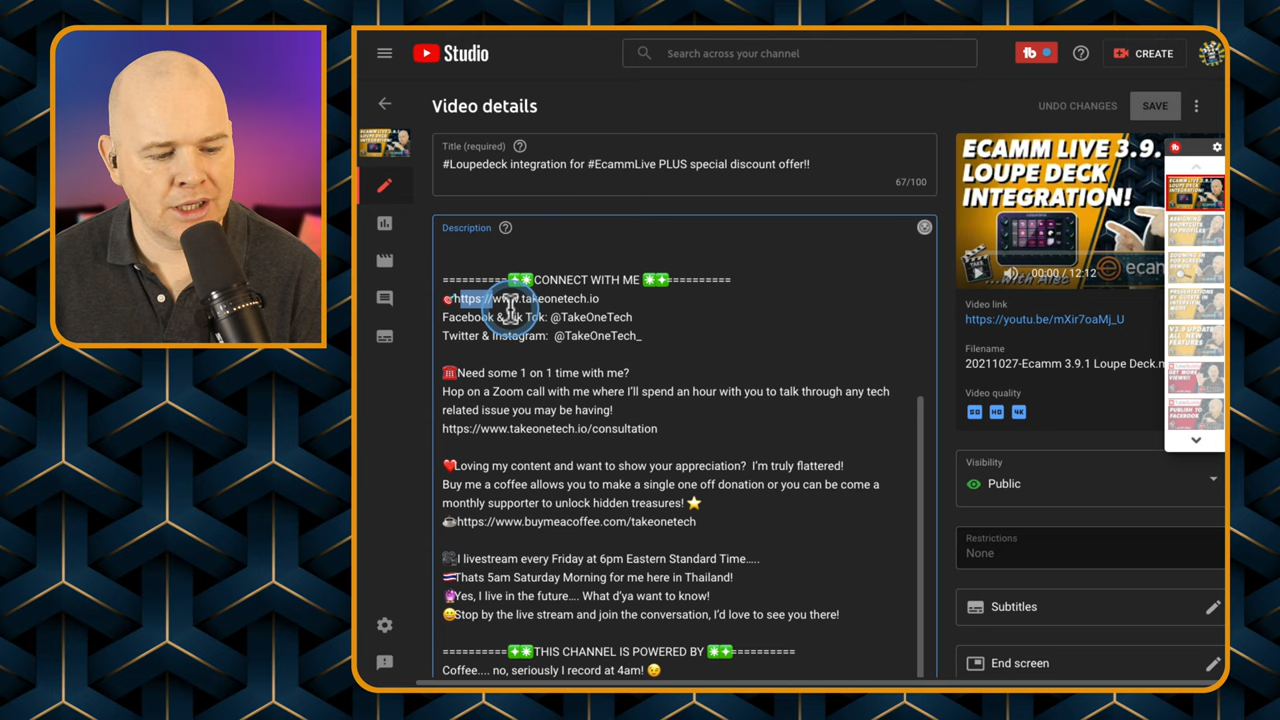 Studio
Search across your channel
tb
CREATE
Video details
UNDO CHANGES
SAVE
Title (required)
#Loupedeck integration for #EcammLive PLUS special discount offer!!
67/100
Description
==========✦✳CONNECT WITH ME ✳✦==========
🎯https://www.takeonetech.io
Facebook & Tik Tok: @TakeOneTech
Twitter & Instagram: @TakeOneTech_
☎️Need some 1 on 1 time with me?
Hop on a Zoom call with me where I'll spend an hour with you to talk through any tech
related issue you may be having!
https://www.takeonetech.io/consultation
❤️Loving my content and want to show your appreciation? I'm truly flattered!
Buy me a coffee allows you to make a single one off donation or you can be come a
monthly supporter to unlock hidden treasures! ⭐
☕https://www.buymeacoffee.com/takeonetech
🎥I livestream every Friday at 6pm Eastern Standard Time.....
🇹🇭Thats 5am Saturday Morning for me here in Thailand!
🔮Yes, I live in the future.... What d'ya want to know!
😀Stop by the live stream and join the conversation, I'd love to see you there!
==========✦✳THIS CHANNEL IS POWERED BY ✳✦==========
Coffee.... no, seriously I record at 4am! 😉
ECAMM LIVE 3.9.
LOUPE DECK
INTEGRATION!
TAKE
ecam
00:00 / 12:12
Video link
https://youtu.be/mXir7oaMj_U
Filename
20211027-Ecamm 3.9.1 Loupe Deck.m
Video quality
SD HD 4K
Visibility
Public
Restrictions
None
Subtitles
End screen